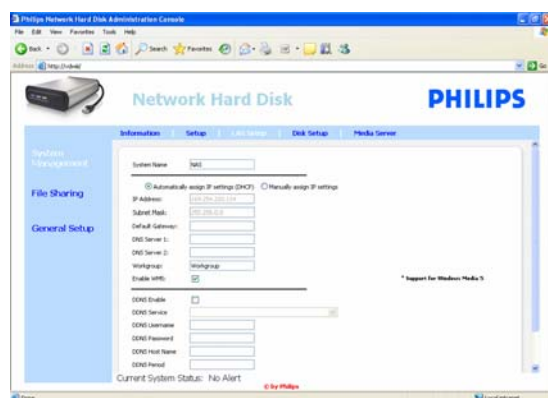 Philips Network Hard Disk Administration Console
File Edit View Favorites Tools Help
Back Search Favorites
Address Go
Network Hard Disk
PHILIPS
Information Setup LAN Setup Disk Setup Media Server
System Management
File Sharing
General Setup
System Name NAS
Automatically assign IP settings (DHCP) Manually assign IP settings
IP Address:
Subnet Mask:
Default Gateway:
DNS Server 1:
DNS Server 2:
Workgroup: Workgroup
Enable WMS: * Support for Windows Media 5
DDNS Enable
DDNS Service
DDNS Username
DDNS Password
DDNS Host Name
DDNS Period
Current System Status: No Alert
© by Philips
Local intranet